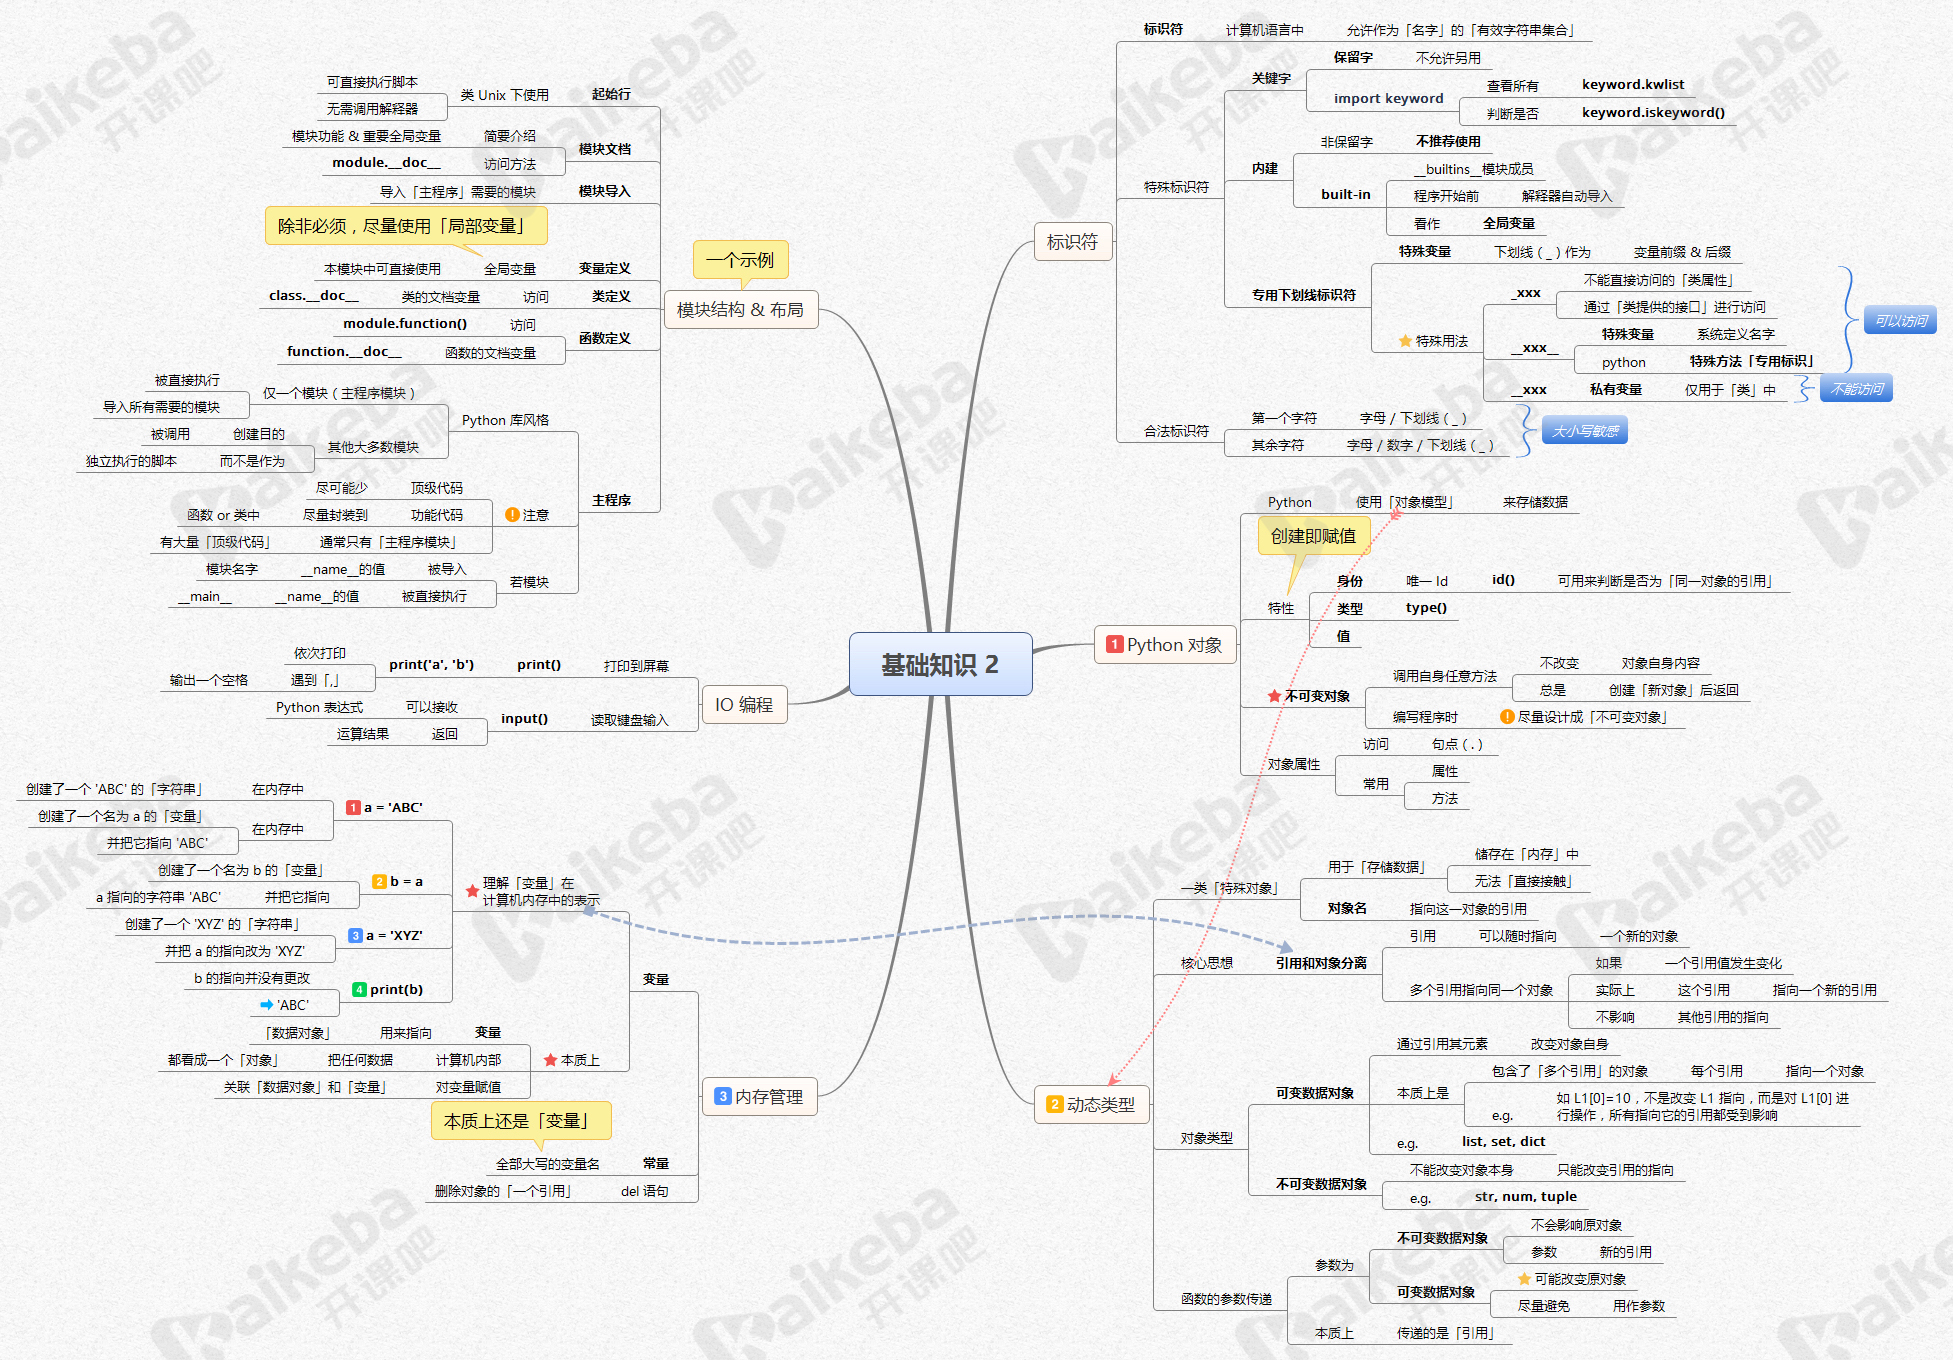 基础知识 2
标识符
标识符 计算机语言中 允许作为「名字」的「有效字符串集合」
特殊标识符
关键字
保留字 不允许另用
import keyword
查看所有 keyword.kwlist
判断是否 keyword.iskeyword()
内建
非保留字 不推荐使用
built-in
__builtins__模块成员
程序开始前 解释器自动导入
看作 全局变量
专用下划线标识符
特殊变量 下划线 ( _ ) 作为 变量前缀 & 后缀
特殊用法
_xxx
不能直接访问的「类属性」
通过「类提供的接口」进行访问
__xxx__
特殊变量 系统定义名字
python 特殊方法「专用标识」
可以访问
__xxx 私有变量 仅用于「类」中
不能访问
合法标识符
第一个字符 字母 / 下划线 ( _ )
其余字符 字母 / 数字 / 下划线 ( _ )
大小写敏感
1 Python 对象
Python 使用「对象模型」 来存储数据
创建即赋值
特性
身份 唯一 Id id() 可用来判断是否为「同一对象的引用」
类型 type()
值
不可变对象
调用自身任意方法
不改变 对象自身内容
总是 创建「新对象」后返回
编写程序时 尽量设计成「不可变对象」
对象属性
访问 句点 ( . )
常用
属性
方法
2 动态类型
一类「特殊对象」
用于「存储数据」
储存在「内存」中
无法「直接接触」
对象名 指向这一对象的引用
核心思想 引用和对象分离
引用 可以随时指向 一个新的对象
多个引用指向同一个对象
如果 一个引用值发生变化
实际上 这个引用 指向一个新的引用
不影响 其他引用的指向
对象类型
可变数据对象
通过引用其元素 改变对象自身
本质上是
包含了「多个引用」的对象 每个引用 指向一个对象
e.g.
如 L1[0]=10，不是改变 L1 指向，而是对 L1[0] 进
行操作，所有指向它的引用都受到影响
e.g. list, set, dict
不可变数据对象
不能改变对象本身 只能改变引用的指向
e.g. str, num, tuple
函数的参数传递
参数为
不可变数据对象
不会影响原对象
参数 新的引用
可变数据对象
可能改变原对象
尽量避免 用作参数
本质上 传递的是「引用」
一个示例
模块结构 & 布局
起始行 类 Unix 下使用
可直接执行脚本
无需调用解释器
模块文档
简要介绍 模块功能 & 重要全局变量
访问方法 module.__doc__
模块导入 导入「主程序」需要的模块
除非必须，尽量使用「局部变量」
变量定义 全局变量 本模块中可直接使用
类定义 访问 类的文档变量 class.__doc__
函数定义
访问 module.function()
函数的文档变量 function.__doc__
主程序
Python 库风格
仅一个模块 ( 主程序模块 )
被直接执行
导入所有需要的模块
其他大多数模块
创建目的 被调用
而不是作为 独立执行的脚本
注意
顶级代码 尽可能少
功能代码 尽量封装到 函数 or 类中
通常只有「主程序模块」 有大量「顶级代码」
若模块
被导入 __name__的值 模块名字
被直接执行 __name__的值 __main__
IO 编程
打印到屏幕 print() print('a', 'b')
依次打印
遇到「,」 输出一个空格
读取键盘输入 input()
可以接收 Python 表达式
返回 运算结果
3 内存管理
变量
理解「变量」在
计算机内存中的表示
1 a = 'ABC'
在内存中 创建了一个 'ABC' 的「字符串」
在内存中
创建了一个名为 a 的「变量」
并把它指向 'ABC'
2 b = a
创建了一个名为 b 的「变量」
并把它指向 a 指向的字符串 'ABC'
3 a = 'XYZ'
创建了一个 'XYZ' 的「字符串」
并把 a 的指向改为 'XYZ'
4 print(b)
b 的指向并没有更改
'ABC'
本质上
变量 用来指向 「数据对象」
计算机内部 把任何数据 都看成一个「对象」
对变量赋值 关联「数据对象」和「变量」
本质上还是「变量」
常量 全部大写的变量名
del 语句 删除对象的「一个引用」
Kaikeba
开课吧